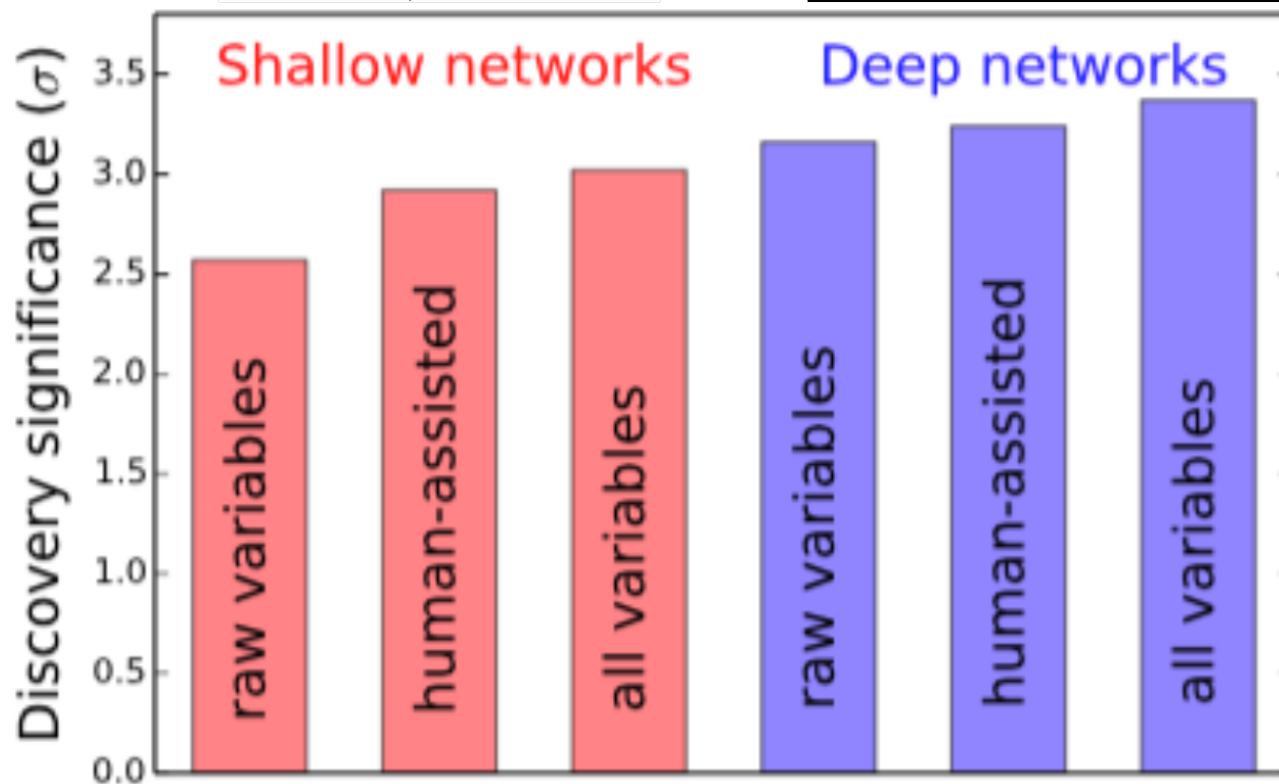 Shallow networks
Deep networks
Discovery significance (σ)
3.5
3.0
2.5
2.0
1.5
1.0
0.5
0.0
raw variables
human-assisted
all variables
raw variables
human-assisted
all variables